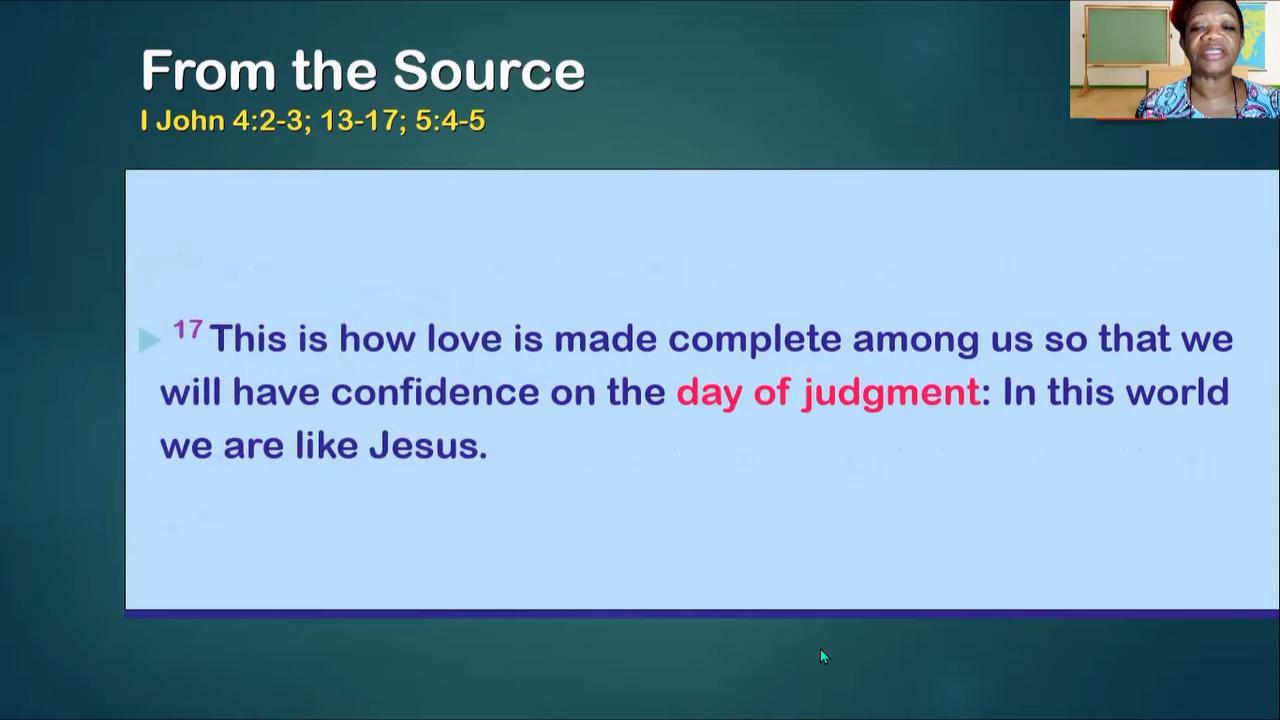 From the Source
I John 4:2-3; 13-17; 5:4-5
17 This is how love is made complete among us so that we
will have confidence on the day of judgment: In this world
we are like Jesus.